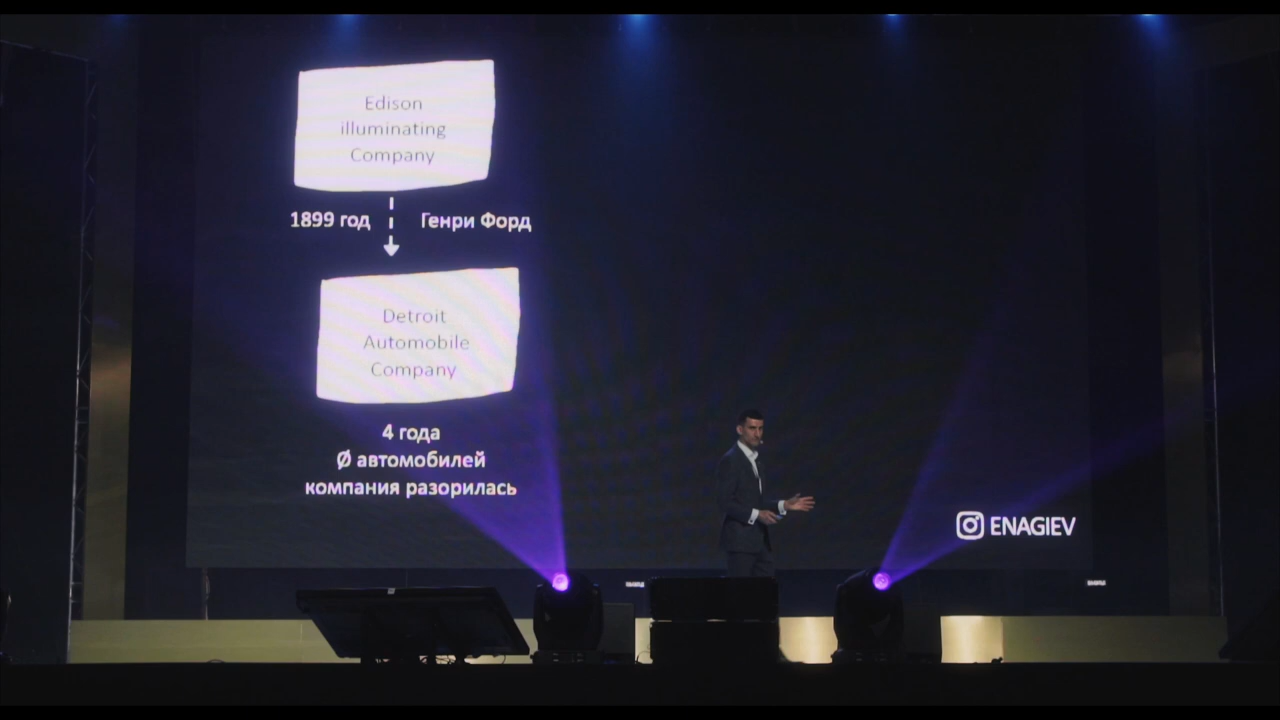 Edison
illuminating
Company
1899 год
Генри Форд
Detroit
Automobile
Company
4 года
Ø автомобилей
компания разорилась
ENAGIEV